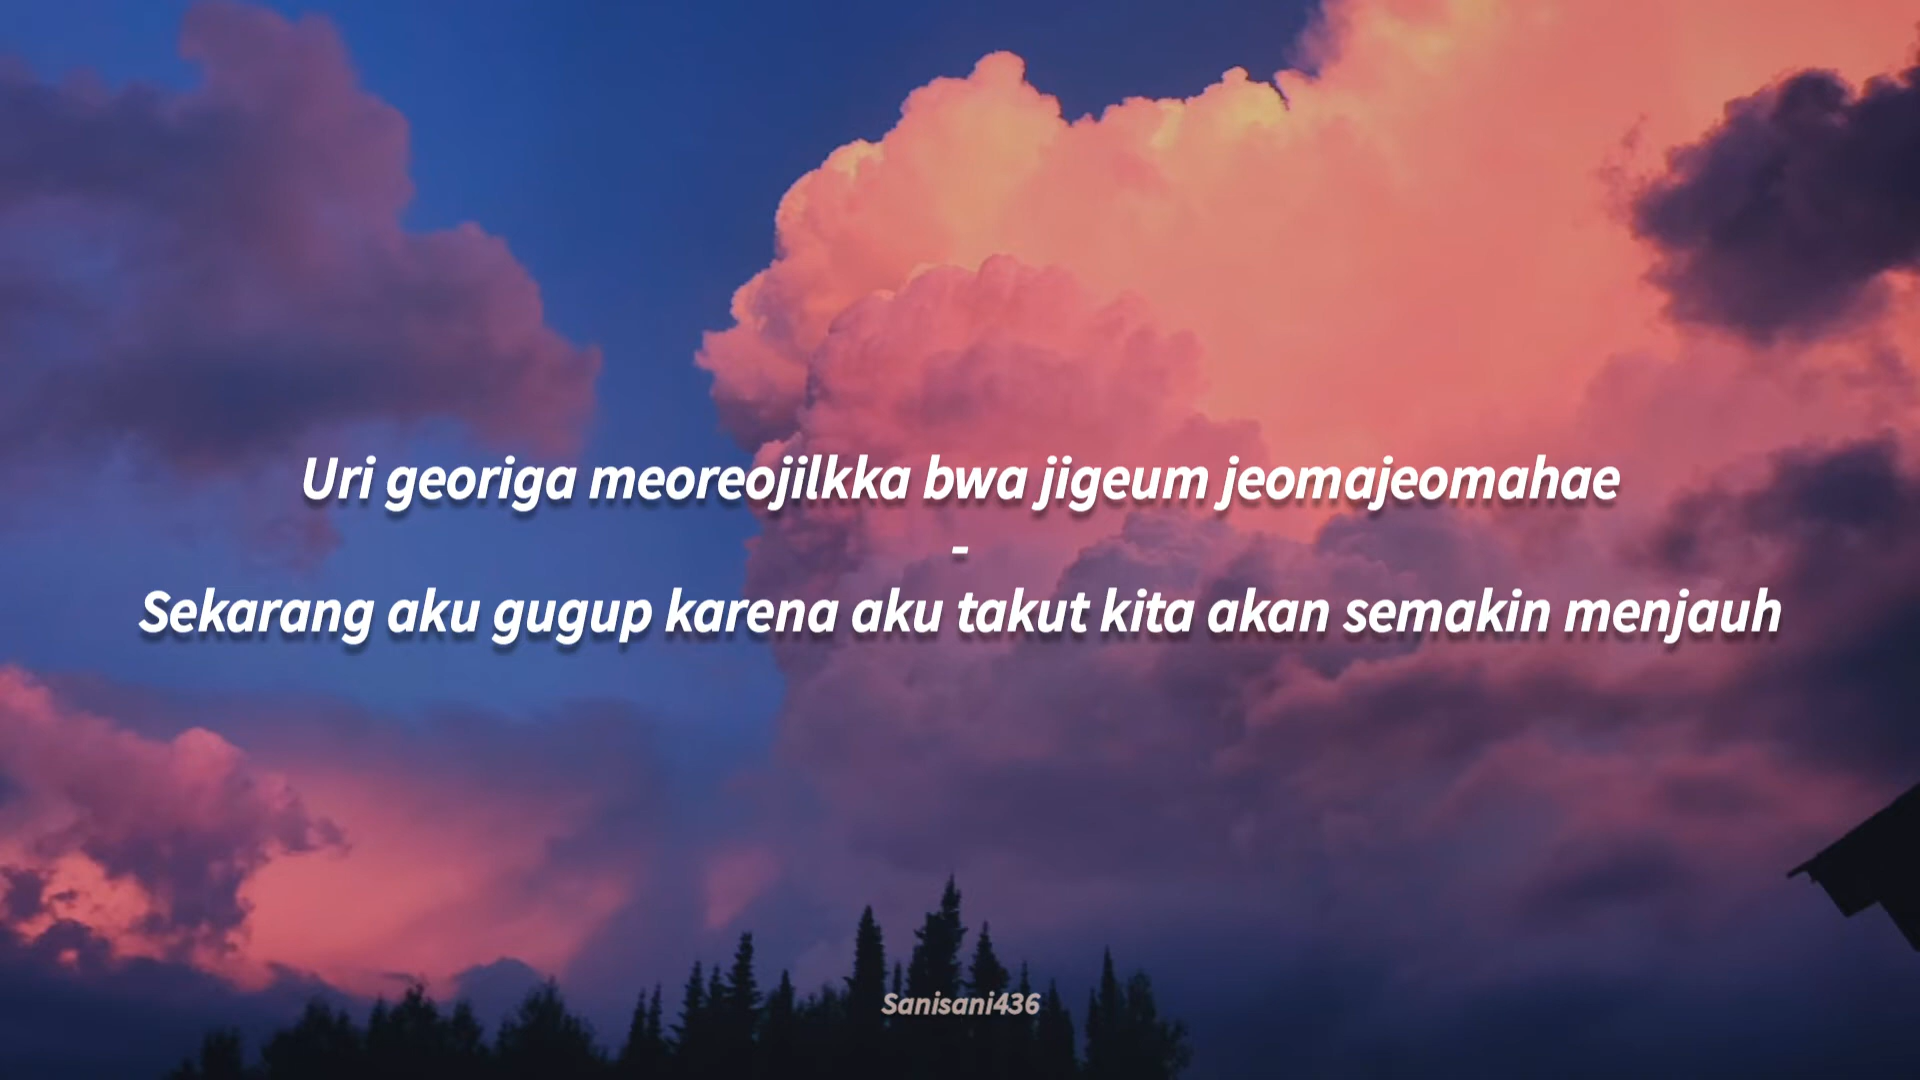 Uri georiga meoreojilkka bwa jigeum jeomajeomahae
-
Sekarang aku gugup karena aku takut kita akan semakin menjauh
Sanisani436